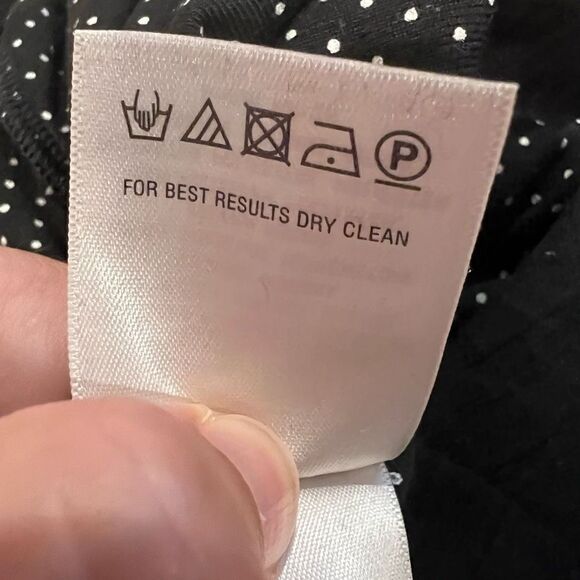 P
FOR BEST RESULTS DRY CLEAN